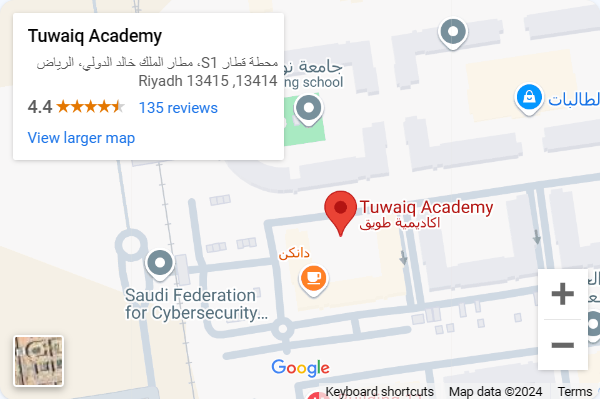 Tuwaiq Academy
محطة قطار S1، مطار الملك خالد الدولي، الرياض
Riyadh 13415 ,13414
4.4
135 reviews
View larger map
جامعة نو
ng school
الطالبات
Tuwaiq Academy
اكاديمية طويق
دانكن
Saudi Federation
for Cybersecurity...
Google
Keyboard shortcuts
Map data ©2024
Terms